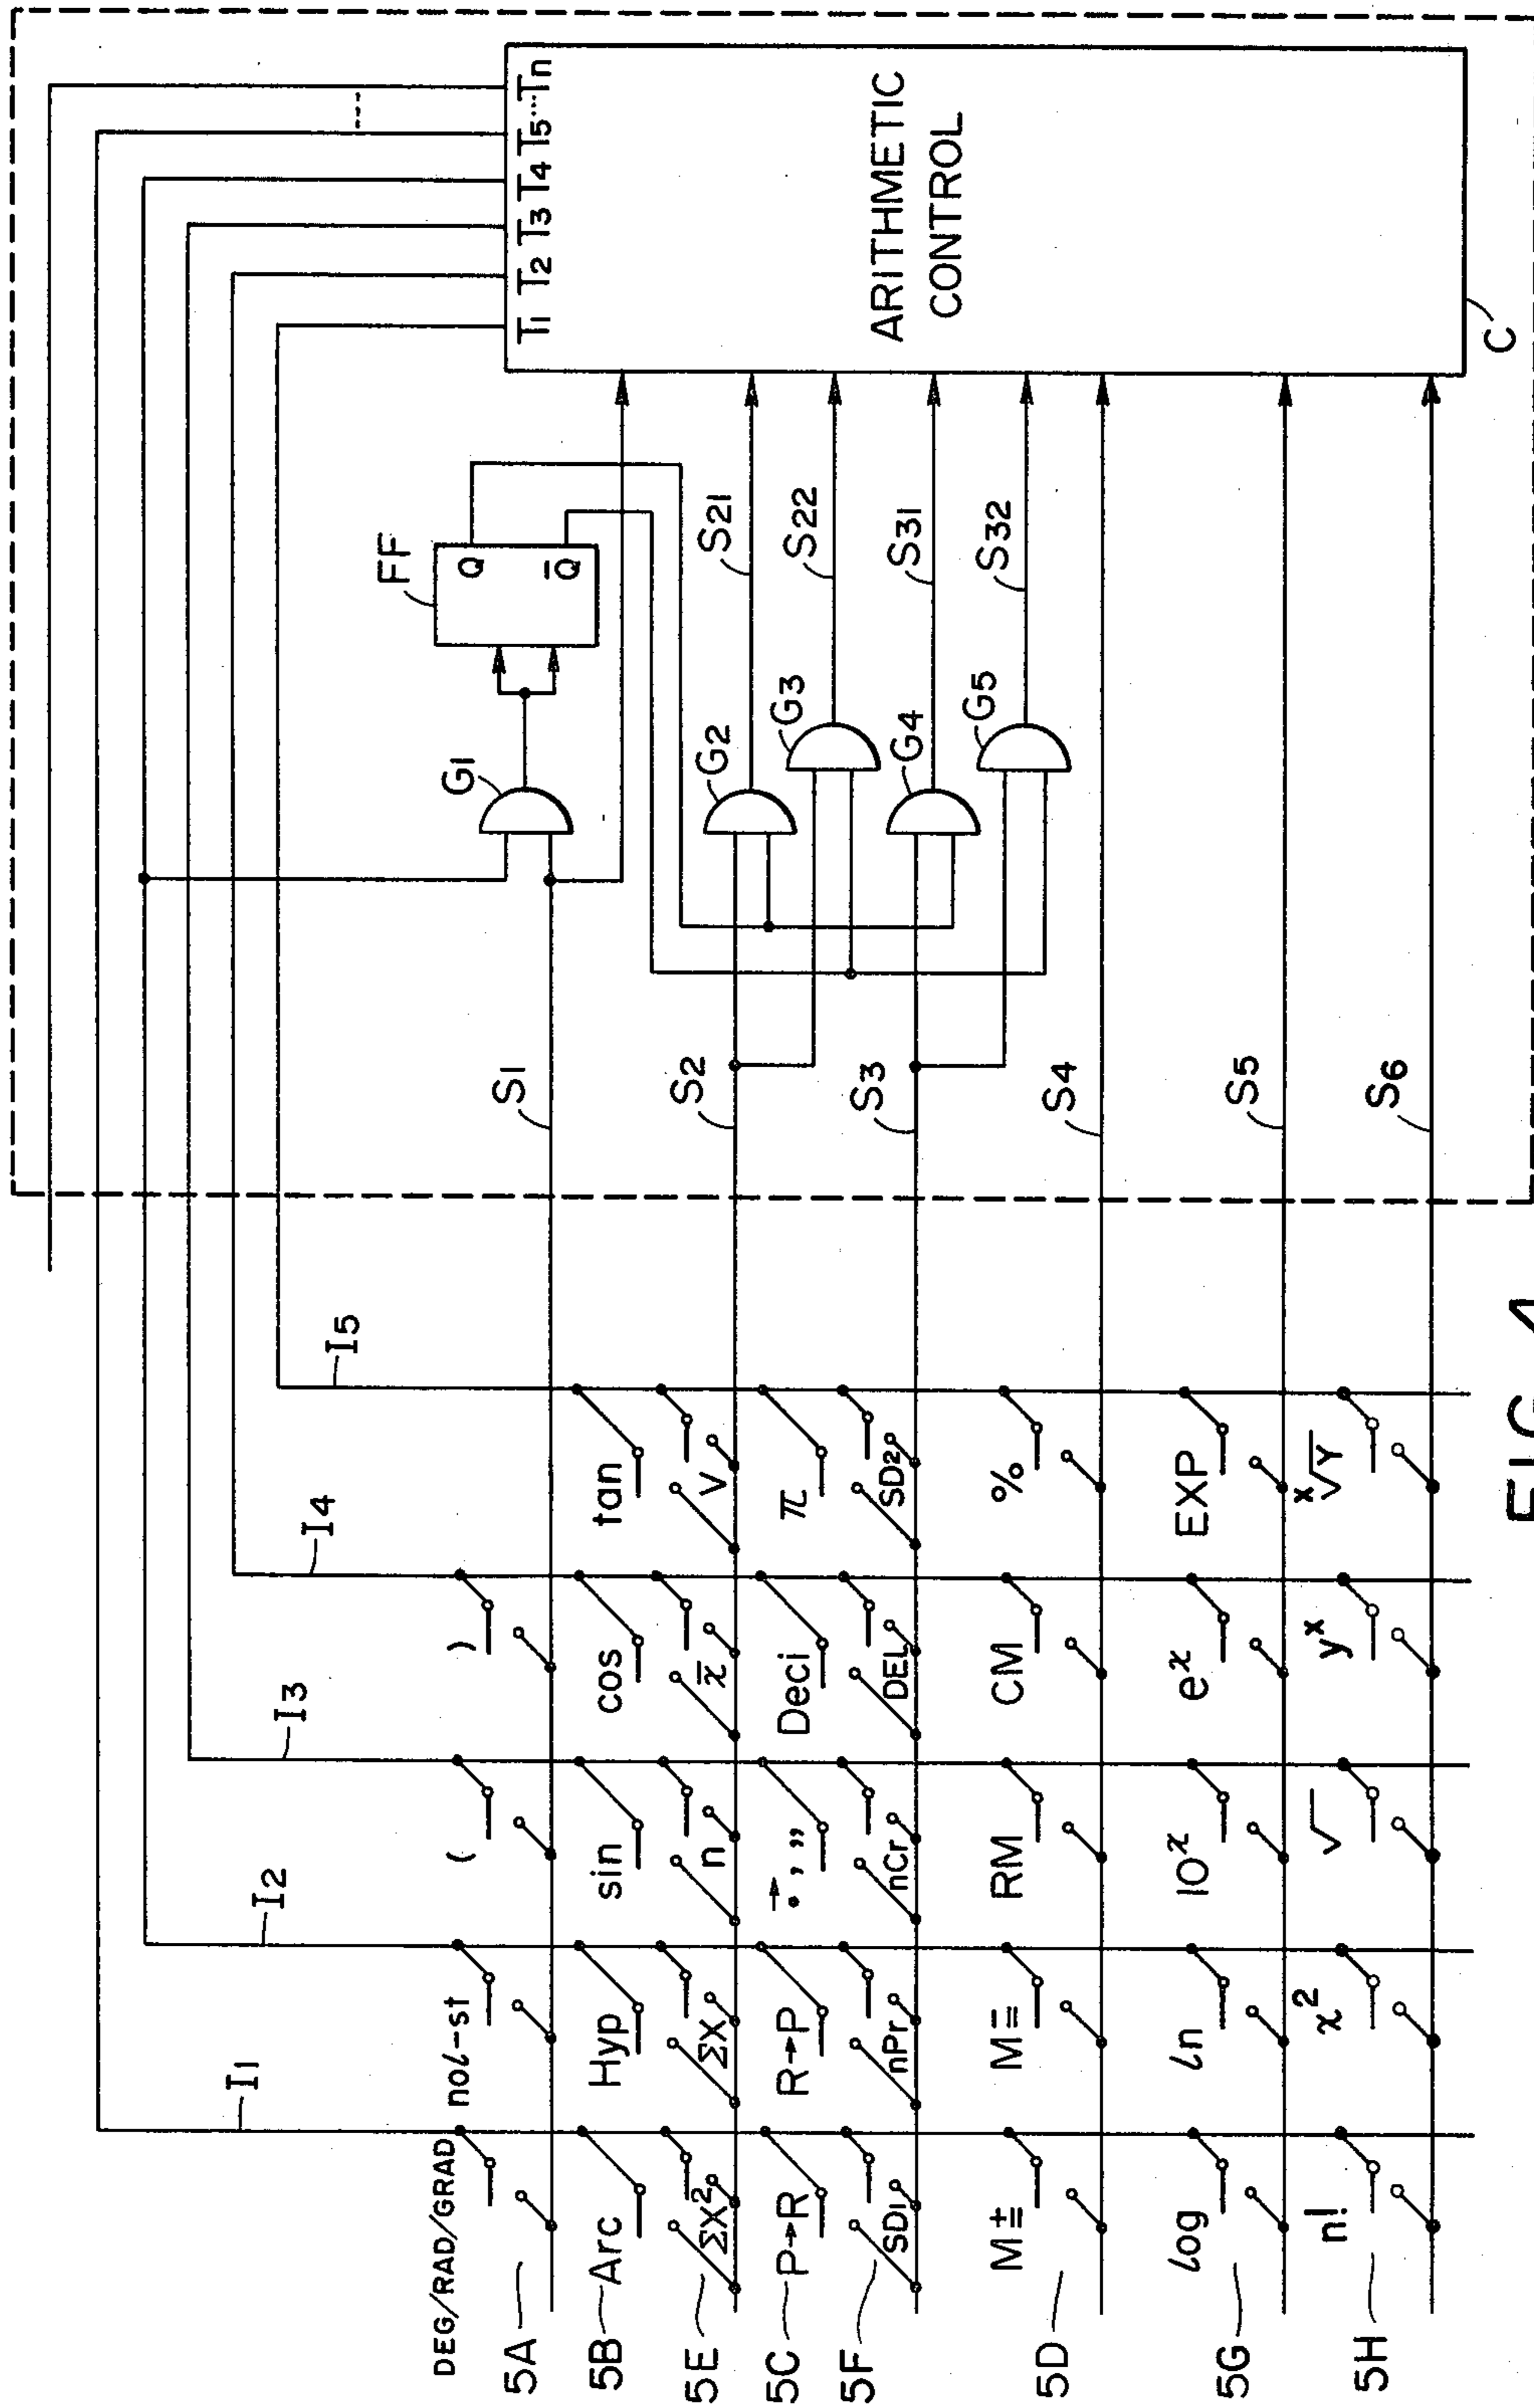 DEG/RAD/GRAD
nol-st
(
)
5A
5B
Arc
Hyp
sin
cos
tan
5E
ΣX²
ΣX
n
x̄
V
5C
P→R
R→P
→°, ”
Deci
π
5F
SD1
nPr
nCr
DEL
SD2
5D
M±
M=
RM
CM
%
5G
log
ln
10ˣ
eˣ
EXP
5H
n!
x²
√
yˣ
ˣ√Y
I1
I2
I3
I4
I5
S1
S2
S3
S4
S5
S6
G1
FF
Q
Q̄
G2
G3
G4
G5
S21
S22
S31
S32
T1 T2 T3 T4 T5...Tn
ARITHMETIC
CONTROL
C